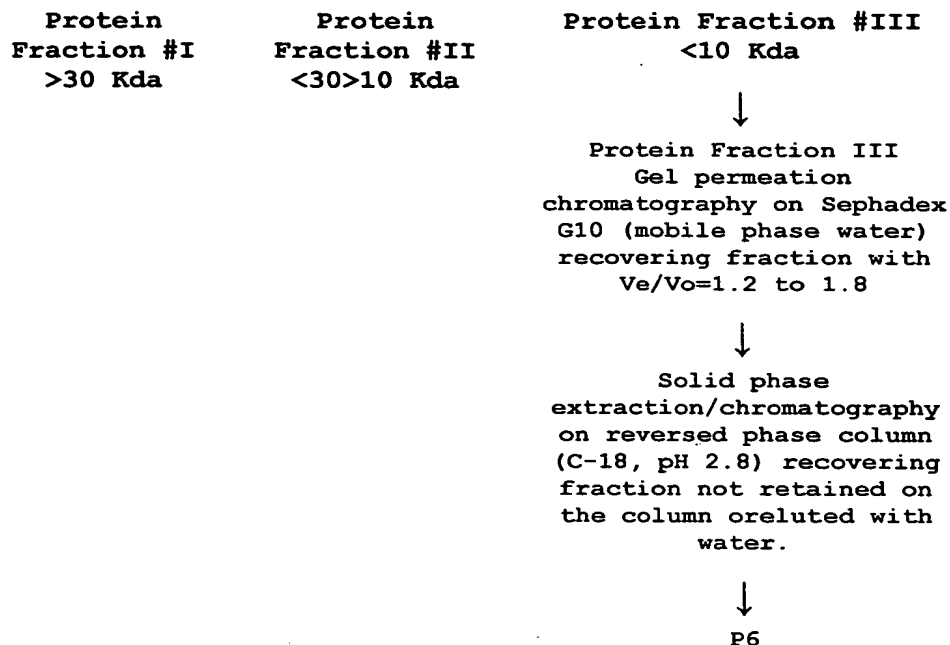 Protein
Fraction #I
>30 Kda
Protein
Fraction #II
<30>10 Kda
Protein Fraction #III
<10 Kda
↓
Protein Fraction III
Gel permeation
chromatography on Sephadex
G10 (mobile phase water)
recovering fraction with
Ve/Vo=1.2 to 1.8
↓
Solid phase
extraction/chromatography
on reversed phase column
(C-18, pH 2.8) recovering
fraction not retained on
the column oreluted with
water.
↓
P6